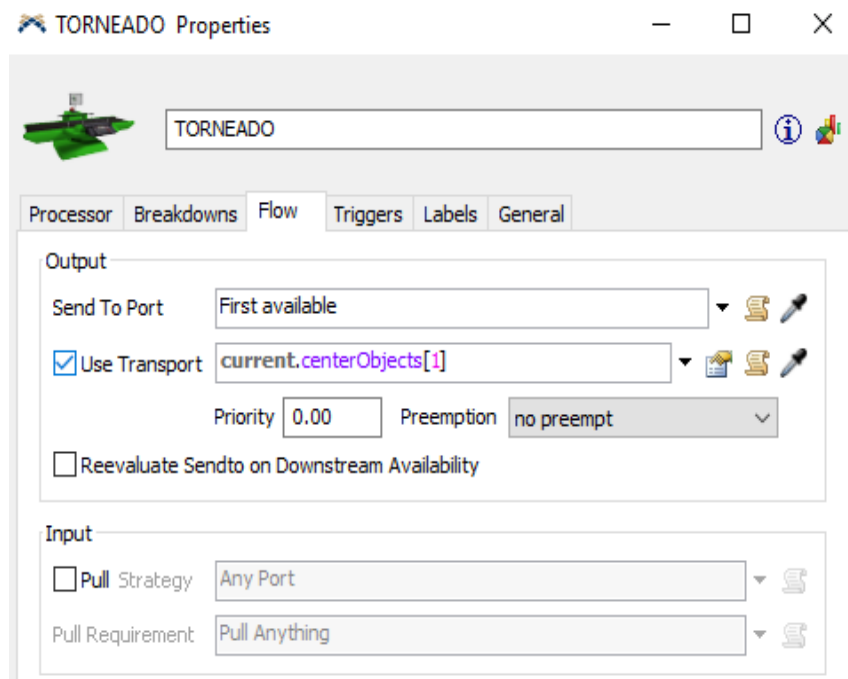 TORNEADO Properties
TORNEADO
Processor Breakdowns Flow Triggers Labels General
Output
Send To Port First available
Use Transport current.centerObjects[1]
Priority 0.00 Preemption no preempt
Reevaluate Sendto on Downstream Availability
Input
Pull Strategy Any Port
Pull Requirement Pull Anything